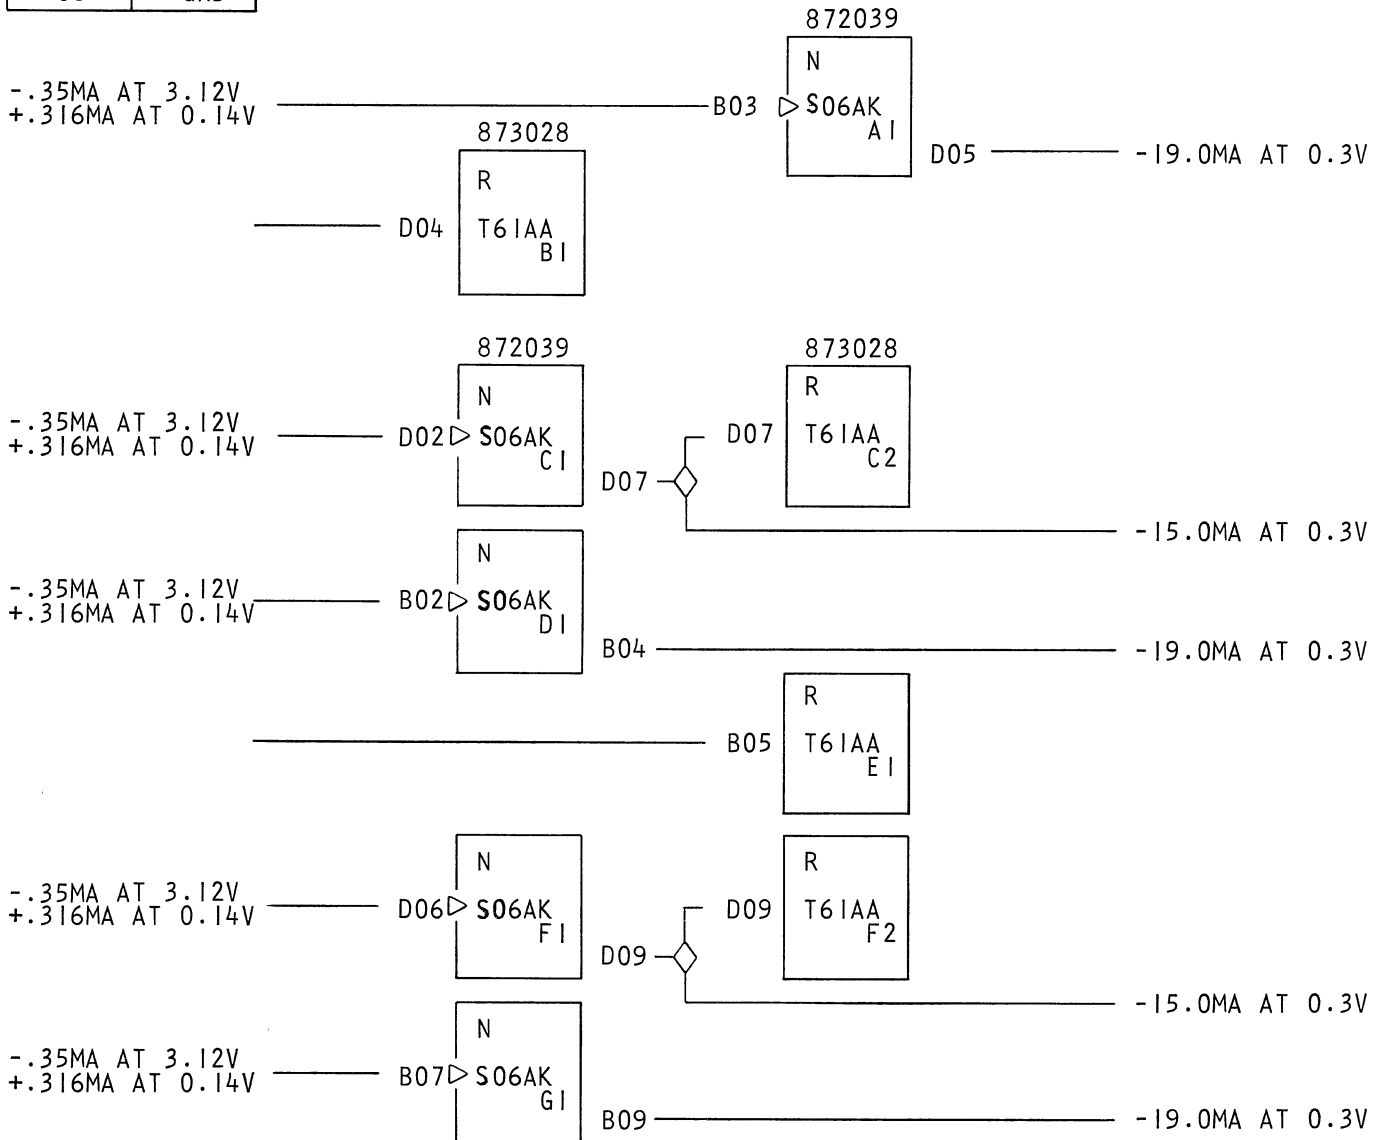 GND
872039
-.35MA AT 3.12V
+.316MA AT 0.14V
B03
N
S06AK
A1
D05
-19.0MA AT 0.3V
873028
D04
R
T61AA
B1
872039
873028
-.35MA AT 3.12V
+.316MA AT 0.14V
D02
N
S06AK
C1
D07
D07
R
T61AA
C2
-15.0MA AT 0.3V
-.35MA AT 3.12V
+.316MA AT 0.14V
B02
N
S06AK
D1
B04
-19.0MA AT 0.3V
B05
R
T61AA
E1
-.35MA AT 3.12V
+.316MA AT 0.14V
D06
N
S06AK
F1
D09
D09
R
T61AA
F2
-15.0MA AT 0.3V
-.35MA AT 3.12V
+.316MA AT 0.14V
B07
N
S06AK
G1
B09
-19.0MA AT 0.3V